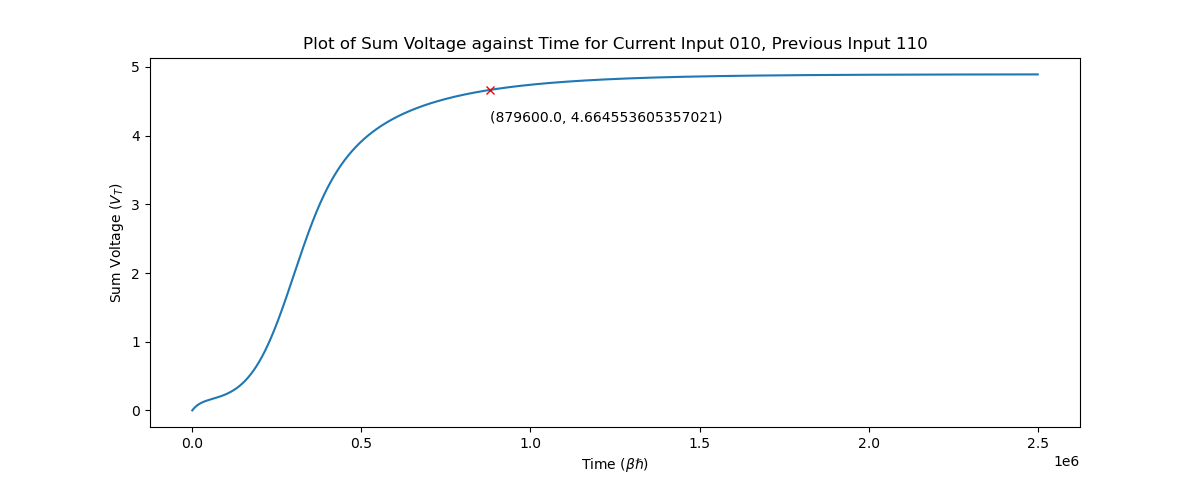 Plot of Sum Voltage against Time for Current Input 010, Previous Input 110
5
4
3
2
1
0
Sum Voltage (V_T)
(879600.0, 4.664553605357021)
0.0 0.5 1.0 1.5 2.0 2.5
1e6
Time (βℏ)